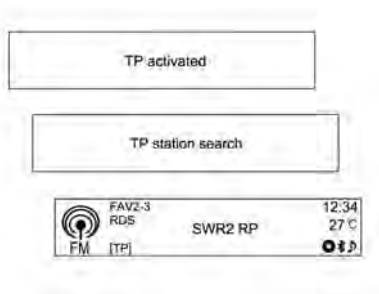 TP activated
TP station search
FAV2-3
12:34
RDS
SWR2 RP
27 °C
FM
[TP]